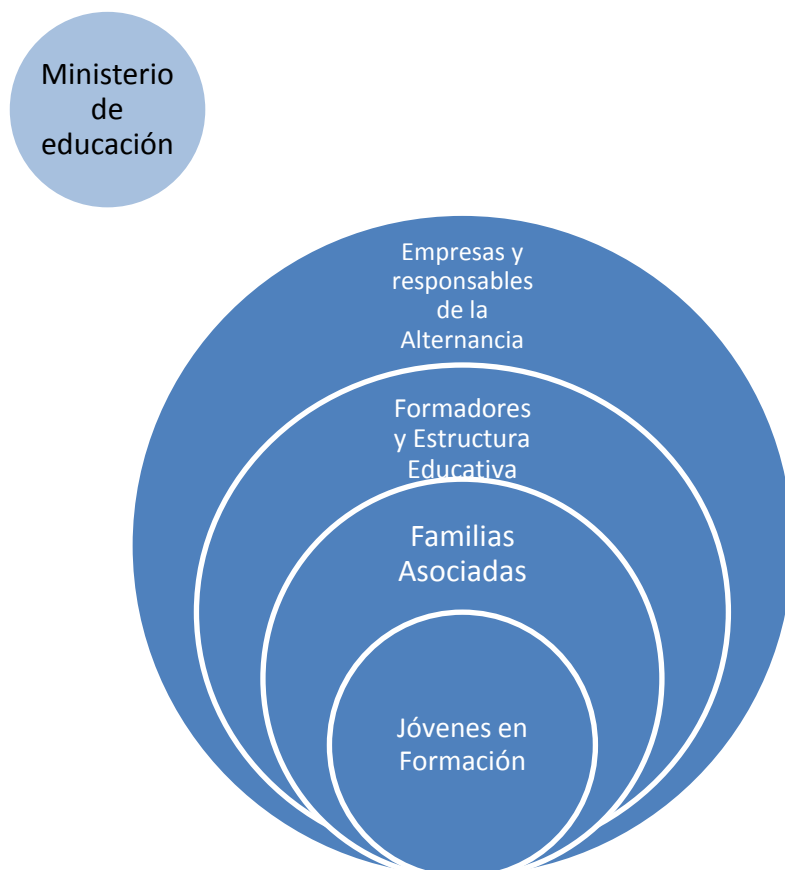 Ministerio
de
educación
Empresas y
responsables
de la
Alternancia
Formadores
y Estructura
Educativa
Familias
Asociadas
Jóvenes en
Formación